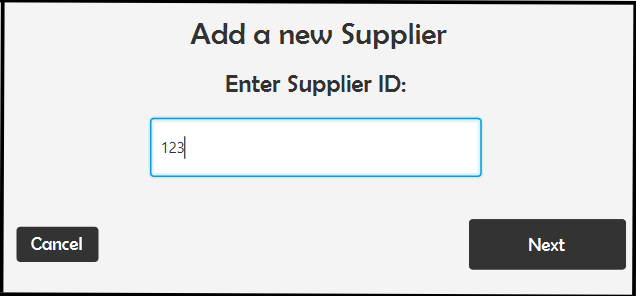 Add a new Supplier
Enter Supplier ID:
123
Cancel
Next